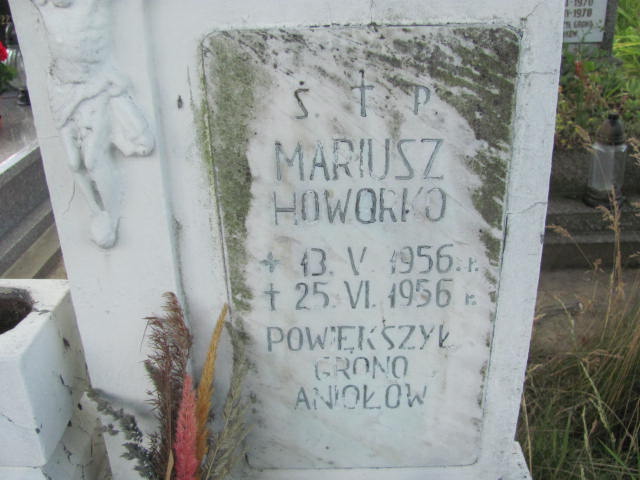 Ś. † P.
MARIUSZ
HOWORKO
+ 13. V. 1956. r.
† 25. VI. 1956 r.
POWIĘKSZYŁ
GRONO
ANIOŁÓW